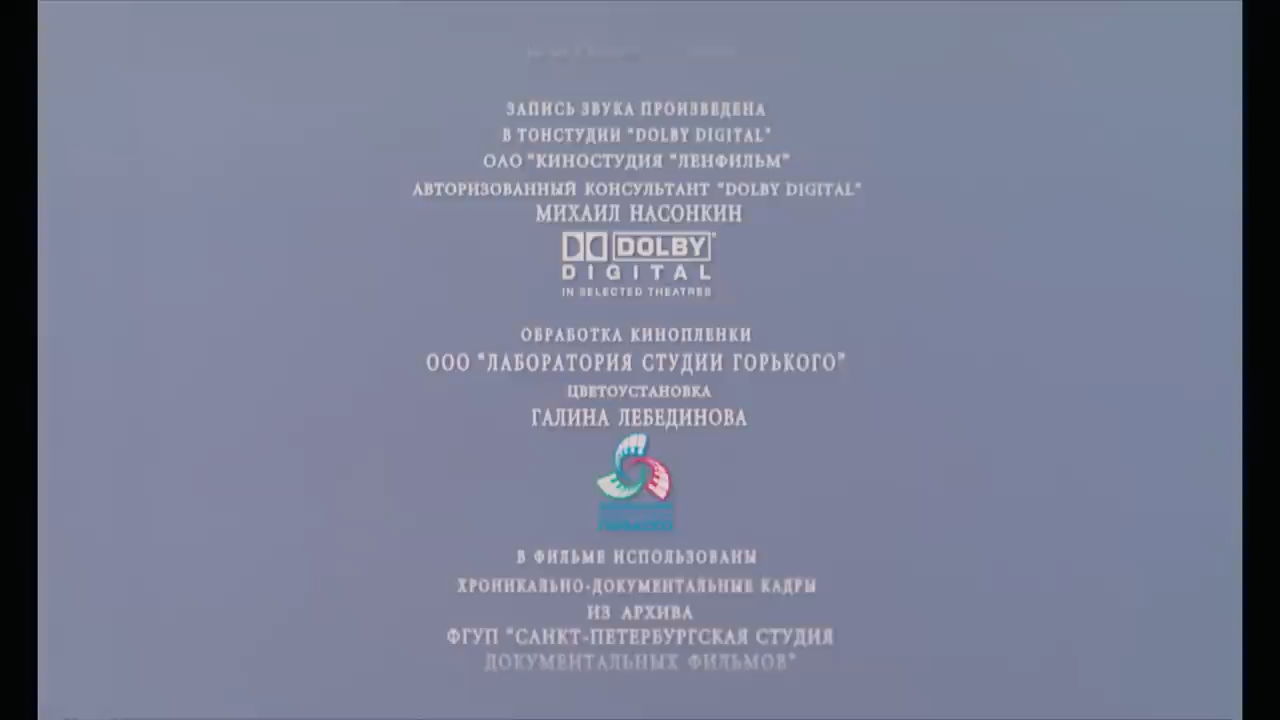 ЗАПИСЬ ЗВУКА ПРОИЗВЕДЕНА
В ТОНСТУДИИ "DOLBY DIGITAL"
ОАО "КИНОСТУДИЯ "ЛЕНФИЛЬМ"
АВТОРИЗОВАННЫЙ КОНСУЛЬТАНТ "DOLBY DIGITAL"
МИХАИЛ НАСОНКИН
DOLBY
DIGITAL
IN SELECTED THEATRES
ОБРАБОТКА КИНОПЛЕНКИ
ООО "ЛАБОРАТОРИЯ СТУДИИ ГОРЬКОГО"
ЦВЕТОУСТАНОВКА
ГАЛИНА ЛЕБЕДИНОВА
В ФИЛЬМЕ ИСПОЛЬЗОВАНЫ
ХРОНИКАЛЬНО-ДОКУМЕНТАЛЬНЫЕ КАДРЫ
ИЗ АРХИВА
ФГУП "САНКТ-ПЕТЕРБУРГСКАЯ СТУДИЯ
ДОКУМЕНТАЛЬНЫХ ФИЛЬМОВ"